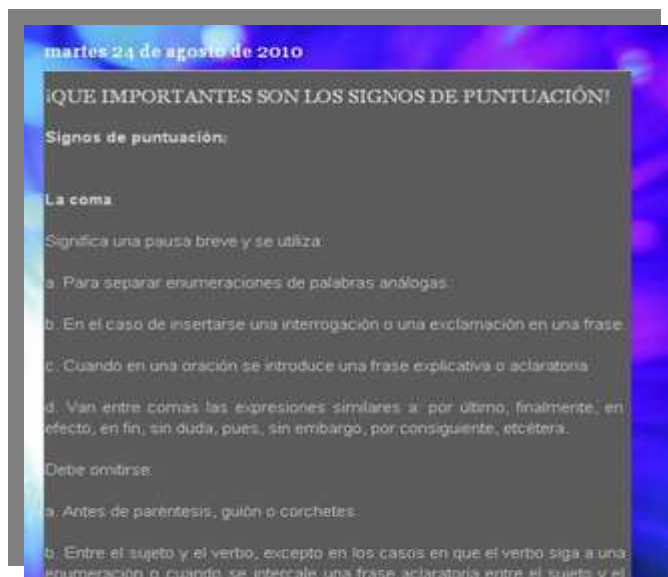 martes 24 de agosto de 2010
¡QUE IMPORTANTES SON LOS SIGNOS DE PUNTUACIÓN!
Signos de puntuación:
La coma
Significa una pausa breve y se utiliza:
a. Para separar enumeraciones de palabras análogas.
b. En el caso de insertarse una interrogación o una exclamación en una frase.
c. Cuando en una oración se introduce una frase explicativa o aclaratoria
d. Van entre comas las expresiones similares a: por último, finalmente, en
efecto, en fin, sin duda, pues, sin embargo, por consiguiente, etcétera.
Debe omitirse:
a. Antes de paréntesis, guión o corchetes.
b. Entre el sujeto y el verbo, excepto en los casos en que el verbo siga a una
enumeración o cuando se intercale una frase aclaratoria entre el sujeto y el